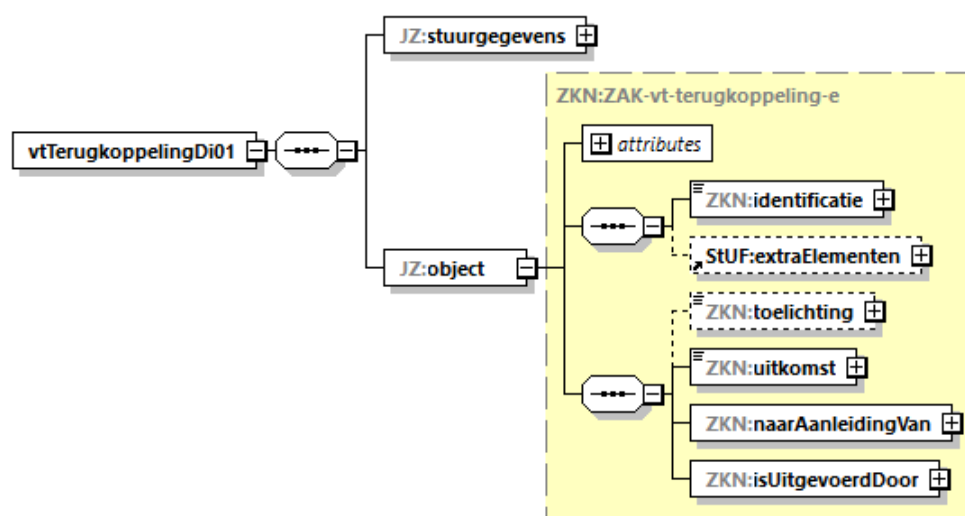 JZ:stuurgegevens
ZKN:ZAK-vt-terugkoppeling-e
attributes
vtTerugkoppelingDi01
ZKN:identificatie
StUF:extraElementen
JZ:object
ZKN:toelichting
ZKN:uitkomst
ZKN:naarAanleidingVan
ZKN:isUitgevoerdDoor